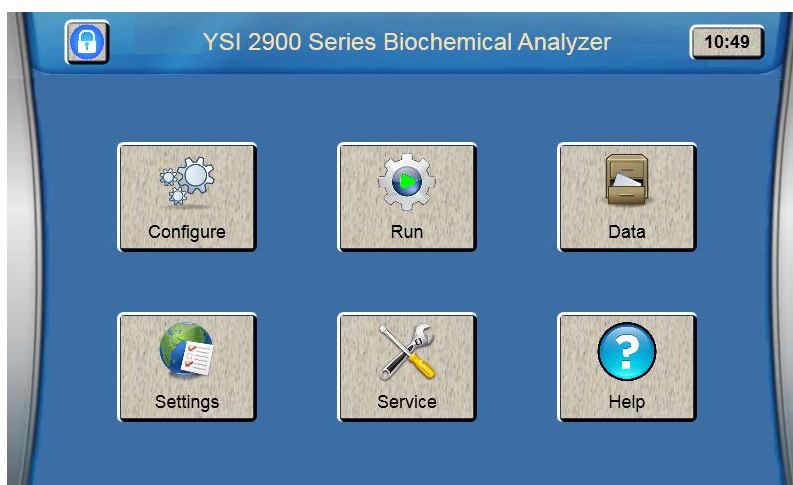 YSI 2900 Series Biochemical Analyzer
10:49
Configure
Run
Data
Settings
Service
Help